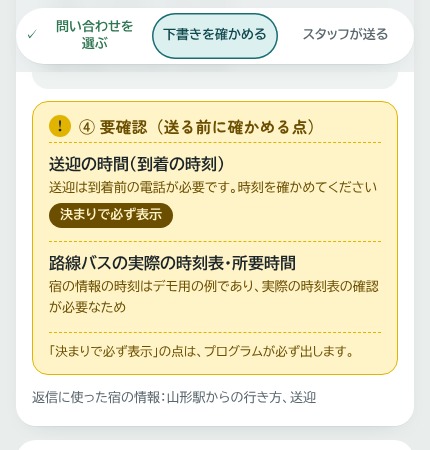 ✓ 問い合わせを
選ぶ
下書きを確かめる
スタッフが送る
! ④ 要確認（送る前に確かめる点）
送迎の時間（到着の時刻）
送迎は到着前の電話が必要です。時刻を確かめてください
決まりで必ず表示
路線バスの実際の時刻表・所要時間
宿の情報の時刻はデモ用の例であり、実際の時刻表の確認
が必要なため
「決まりで必ず表示」の点は、プログラムが必ず出します。
返信に使った宿の情報：山形駅からの行き方、送迎